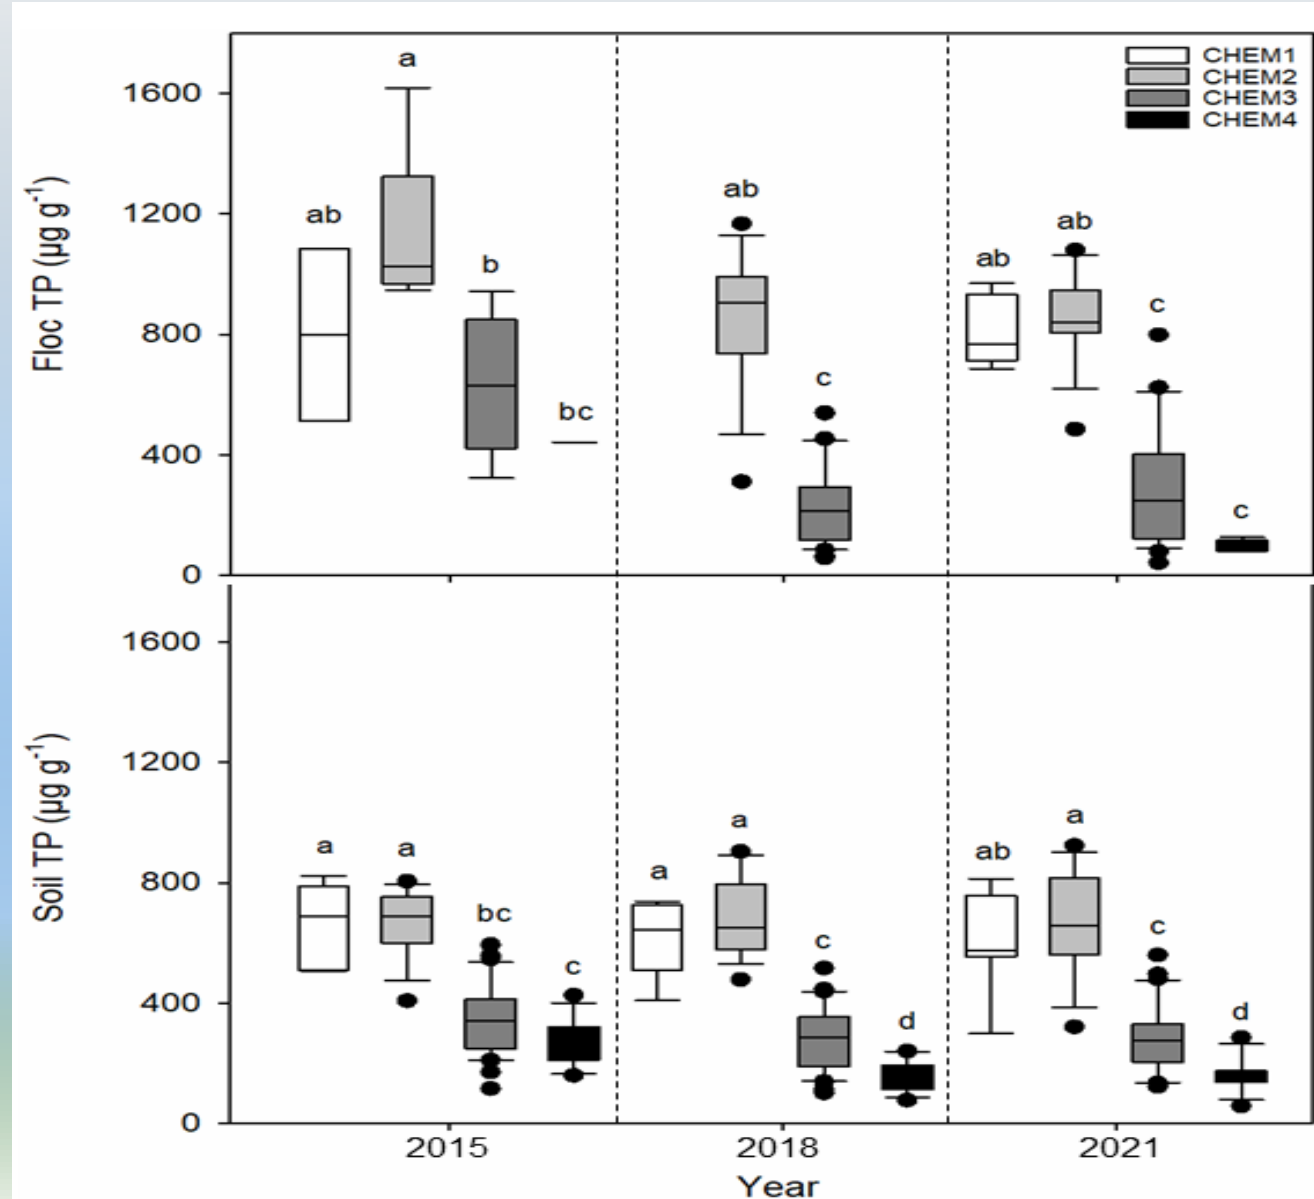 CHEM1
CHEM2
CHEM3
CHEM4
Floc TP (µg g-1)
1600
1200
800
400
0
ab
a
b
bc
ab
c
ab
ab
c
c
Soil TP (µg g-1)
1600
1200
800
400
0
a
a
bc
c
a
a
c
d
ab
a
c
d
2015
2018
2021
Year